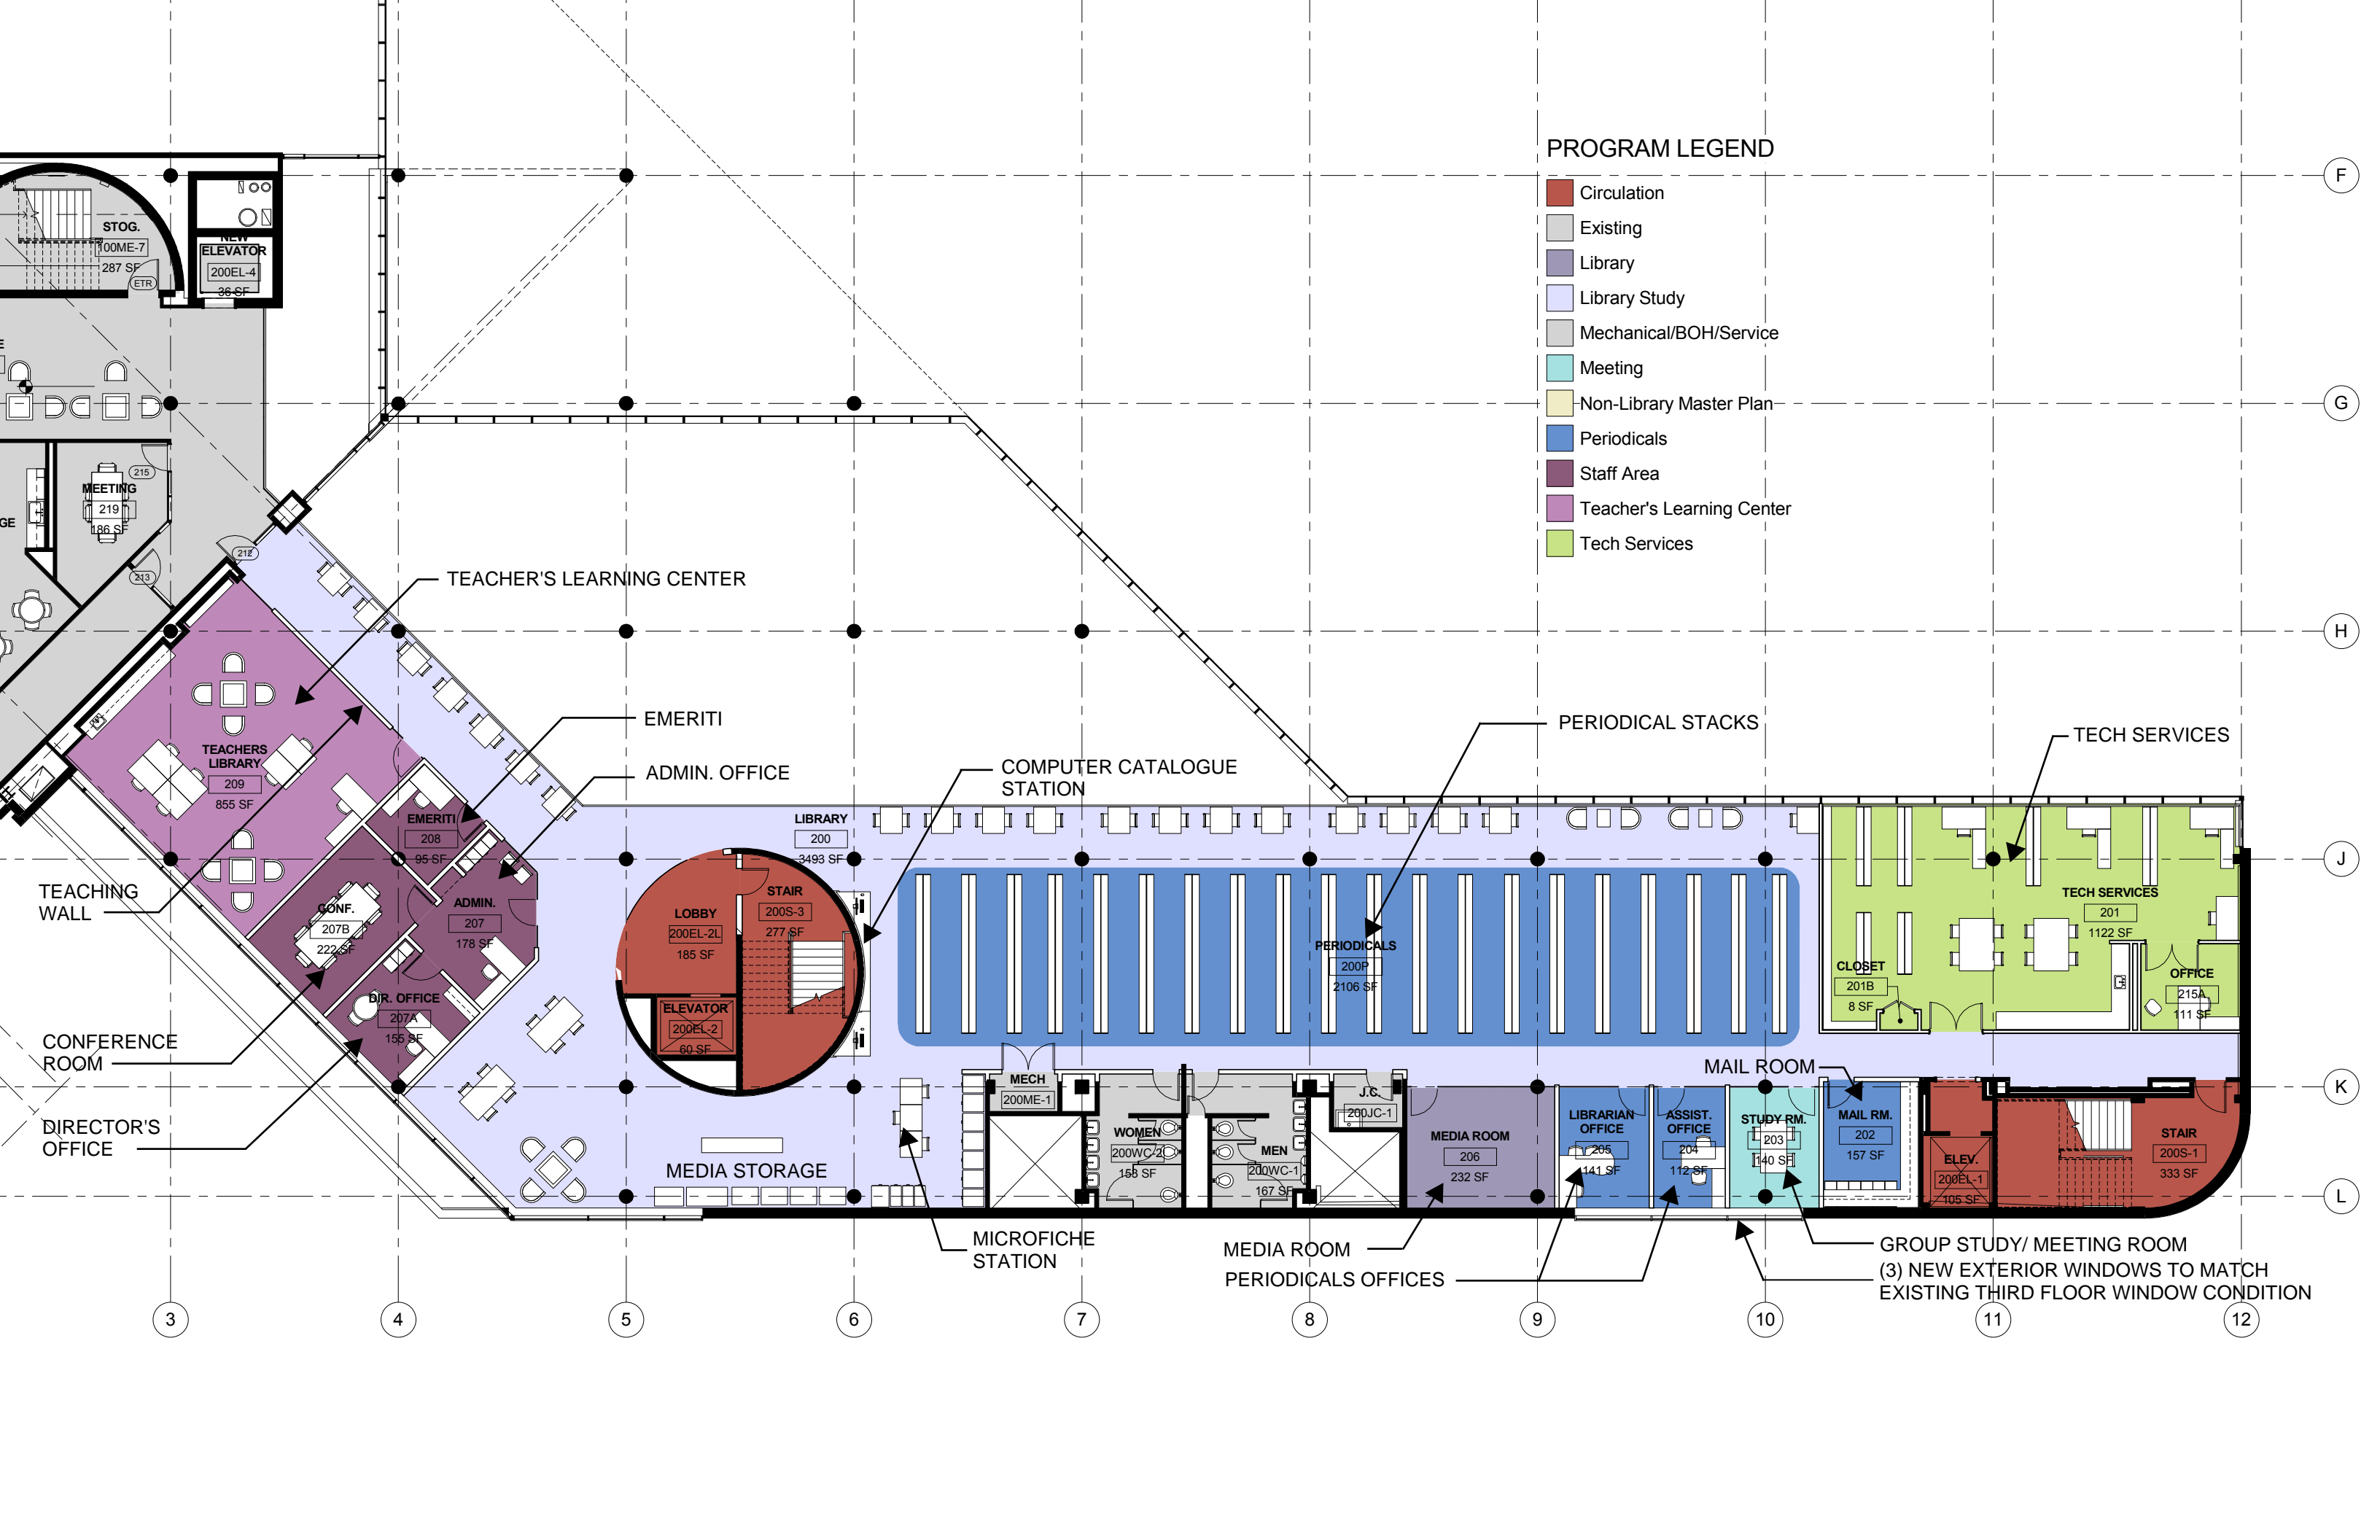 PROGRAM LEGEND
Circulation
Existing
Library
Library Study
Mechanical/BOH/Service
Meeting
Non-Library Master Plan
Periodicals
Staff Area
Teacher's Learning Center
Tech Services
F
G
H
J
K
L
STOG.
100ME-7
287 SF
ETR
NEW
ELEVATOR
200EL-4
36 SF
E
GE
215
MEETING
219
186 SF
212
213
TEACHER'S LEARNING CENTER
EMERITI
ADMIN. OFFICE
COMPUTER CATALOGUE
STATION
PERIODICAL STACKS
TECH SERVICES
TEACHERS
LIBRARY
209
855 SF
EMERITI
208
95 SF
LIBRARY
200
3493 SF
TEACHING
WALL
CONF.
207B
222 SF
ADMIN.
207
178 SF
DIR. OFFICE
207A
155 SF
LOBBY
200EL-2L
185 SF
STAIR
200S-3
277 SF
ELEVATOR
200EL-2
60 SF
PERIODICALS
200P
2106 SF
TECH SERVICES
201
1122 SF
CLOSET
201B
8 SF
OFFICE
215A
111 SF
CONFERENCE
ROOM
DIRECTOR'S
OFFICE
MAIL ROOM
MECH
200ME-1
WOMEN
200WC-2
153 SF
MEN
200WC-1
167 SF
J.C.
200JC-1
MEDIA ROOM
206
232 SF
LIBRARIAN
OFFICE
205
141 SF
ASSIST.
OFFICE
204
112 SF
STUDY RM.
203
140 SF
MAIL RM.
202
157 SF
ELEV.
200EL-1
105 SF
STAIR
200S-1
333 SF
MEDIA STORAGE
MICROFICHE
STATION
MEDIA ROOM
PERIODICALS OFFICES
GROUP STUDY/ MEETING ROOM
(3) NEW EXTERIOR WINDOWS TO MATCH
EXISTING THIRD FLOOR WINDOW CONDITION
3
4
5
6
7
8
9
10
11
12